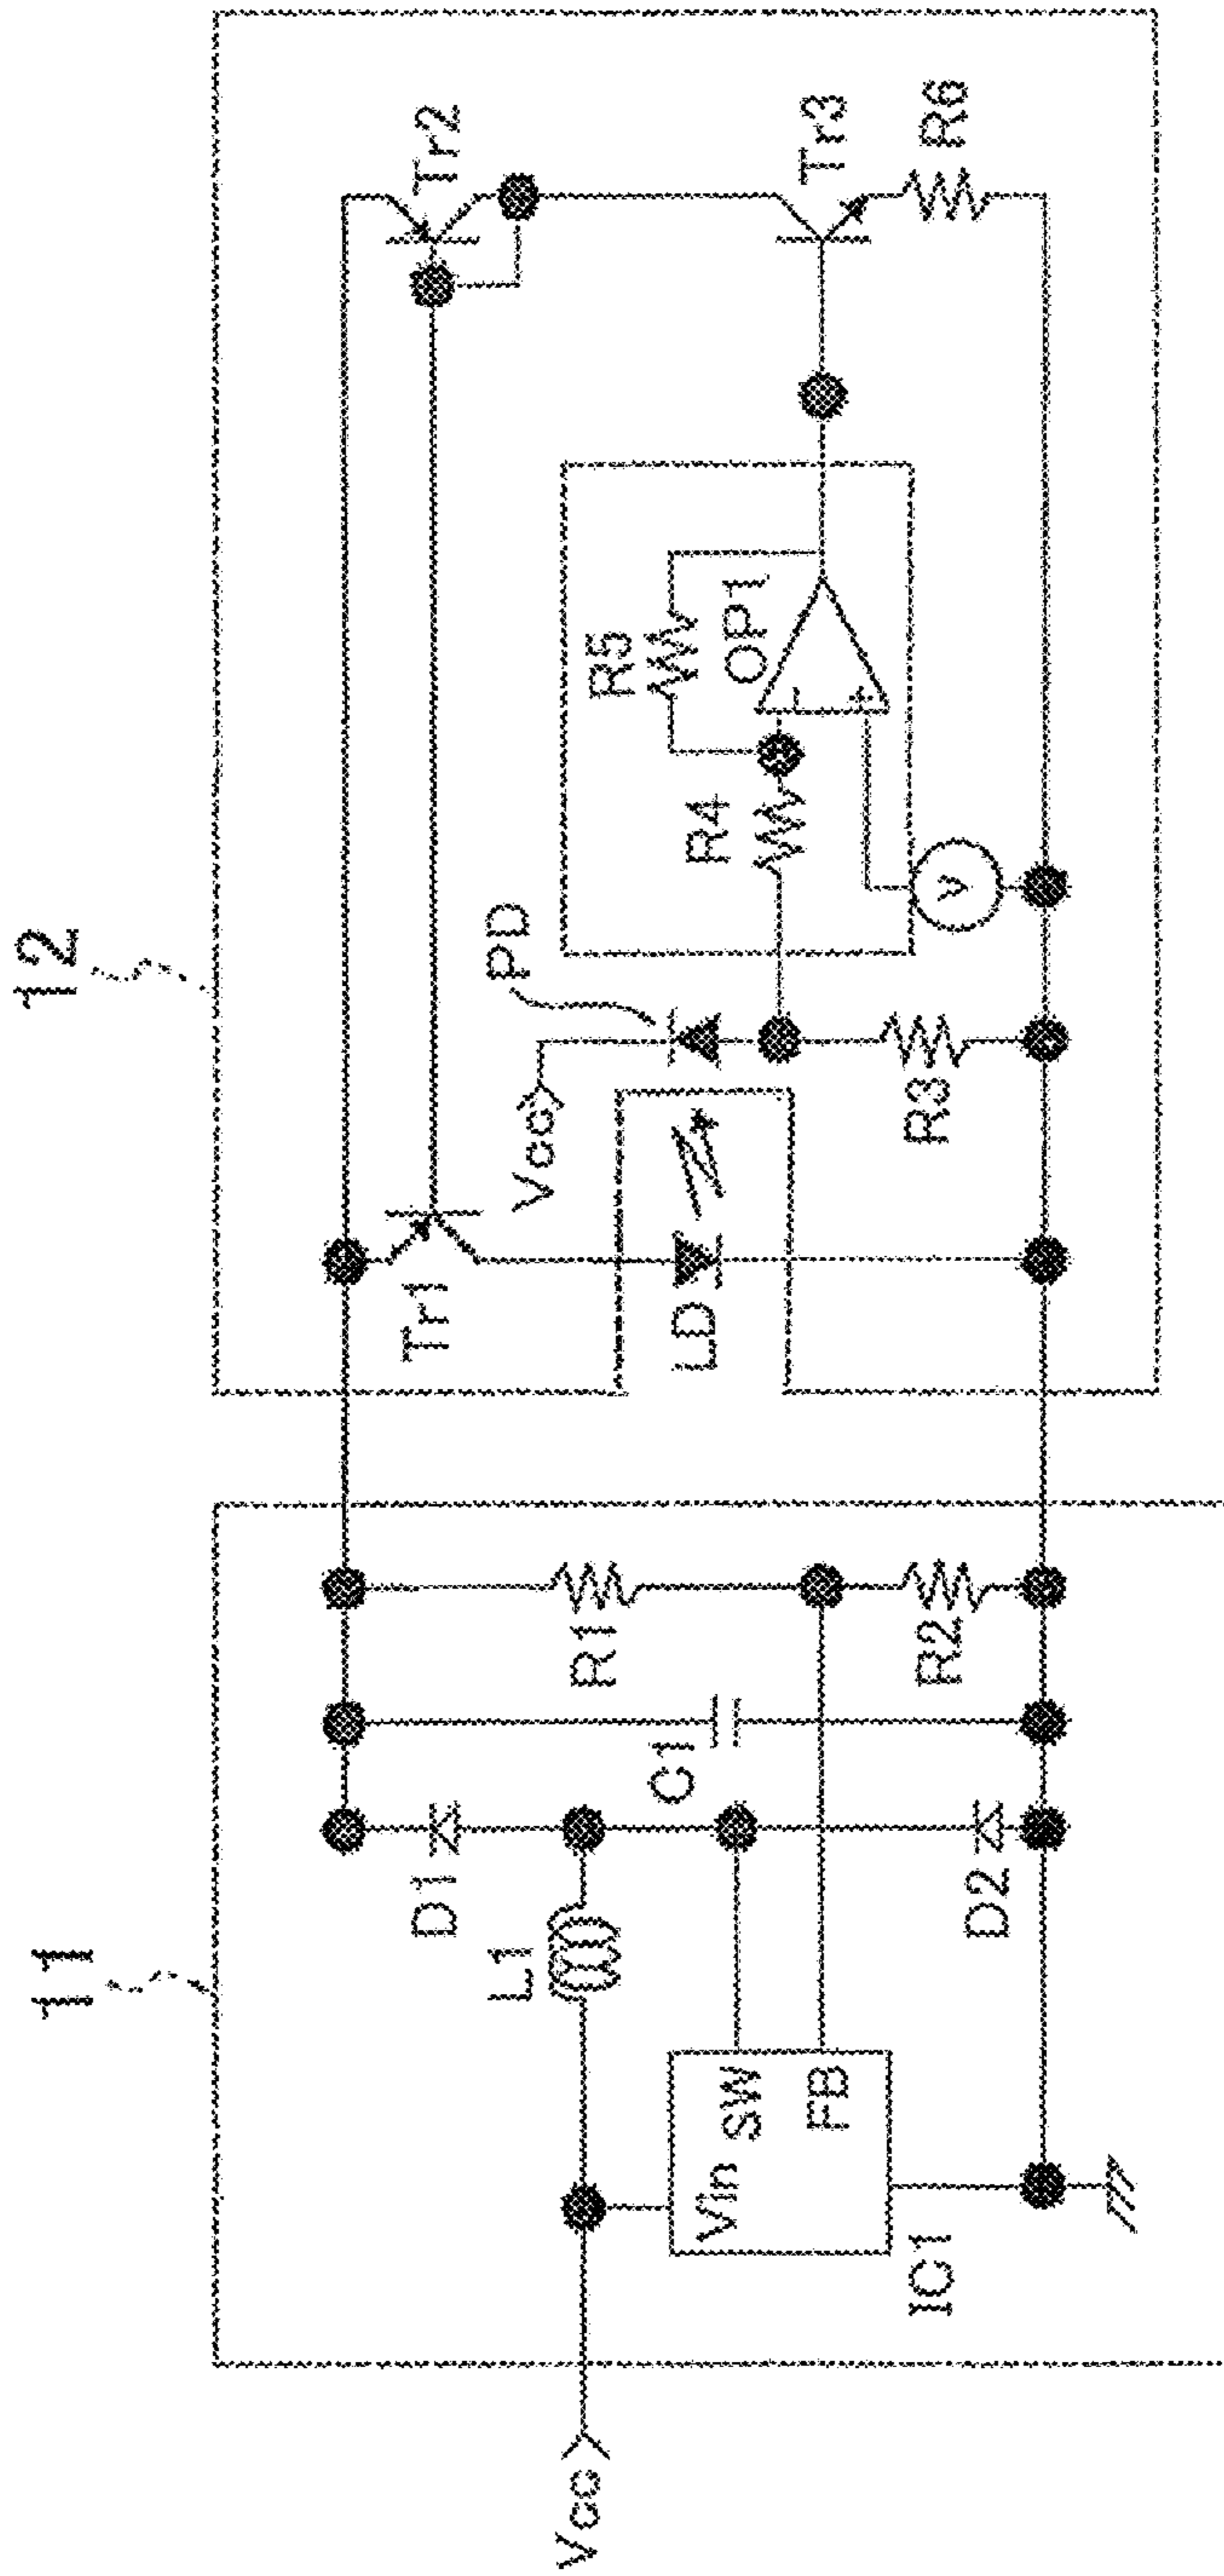 11
12
Vcc
L1
D1
C1
R1
Vin
SW
FB
IC1
D2
R2
Tr1
LD
Vcc
PD
R3
R4
R5
OP1
-
+
V
Tr2
Tr3
R6